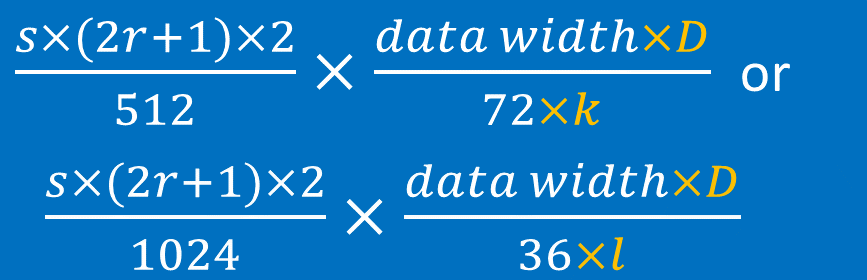 s×(2r+1)×2 / 512 × data width×D / 72×k or
s×(2r+1)×2 / 1024 × data width×D / 36×l